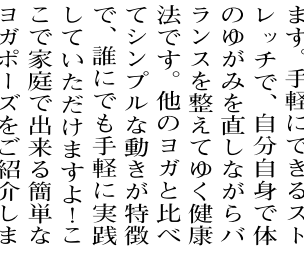 ます。手軽にできるスト
レッチで、自分自身で体
のゆがみを直しながらバ
ランスを整えてゆく健康
法です。他のヨガと比べ
てシンプルな動きが特徴
で、誰にでも手軽に実践
していただけますよ！こ
こで家庭で出来る簡単な
ヨガポーズをご紹介しま